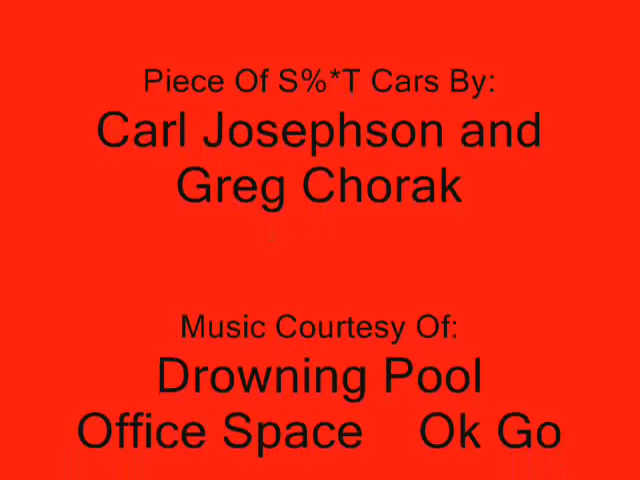 Piece Of S%*T Cars By:
Carl Josephson and
Greg Chorak
Music Courtesy Of:
Drowning Pool
Office Space Ok Go